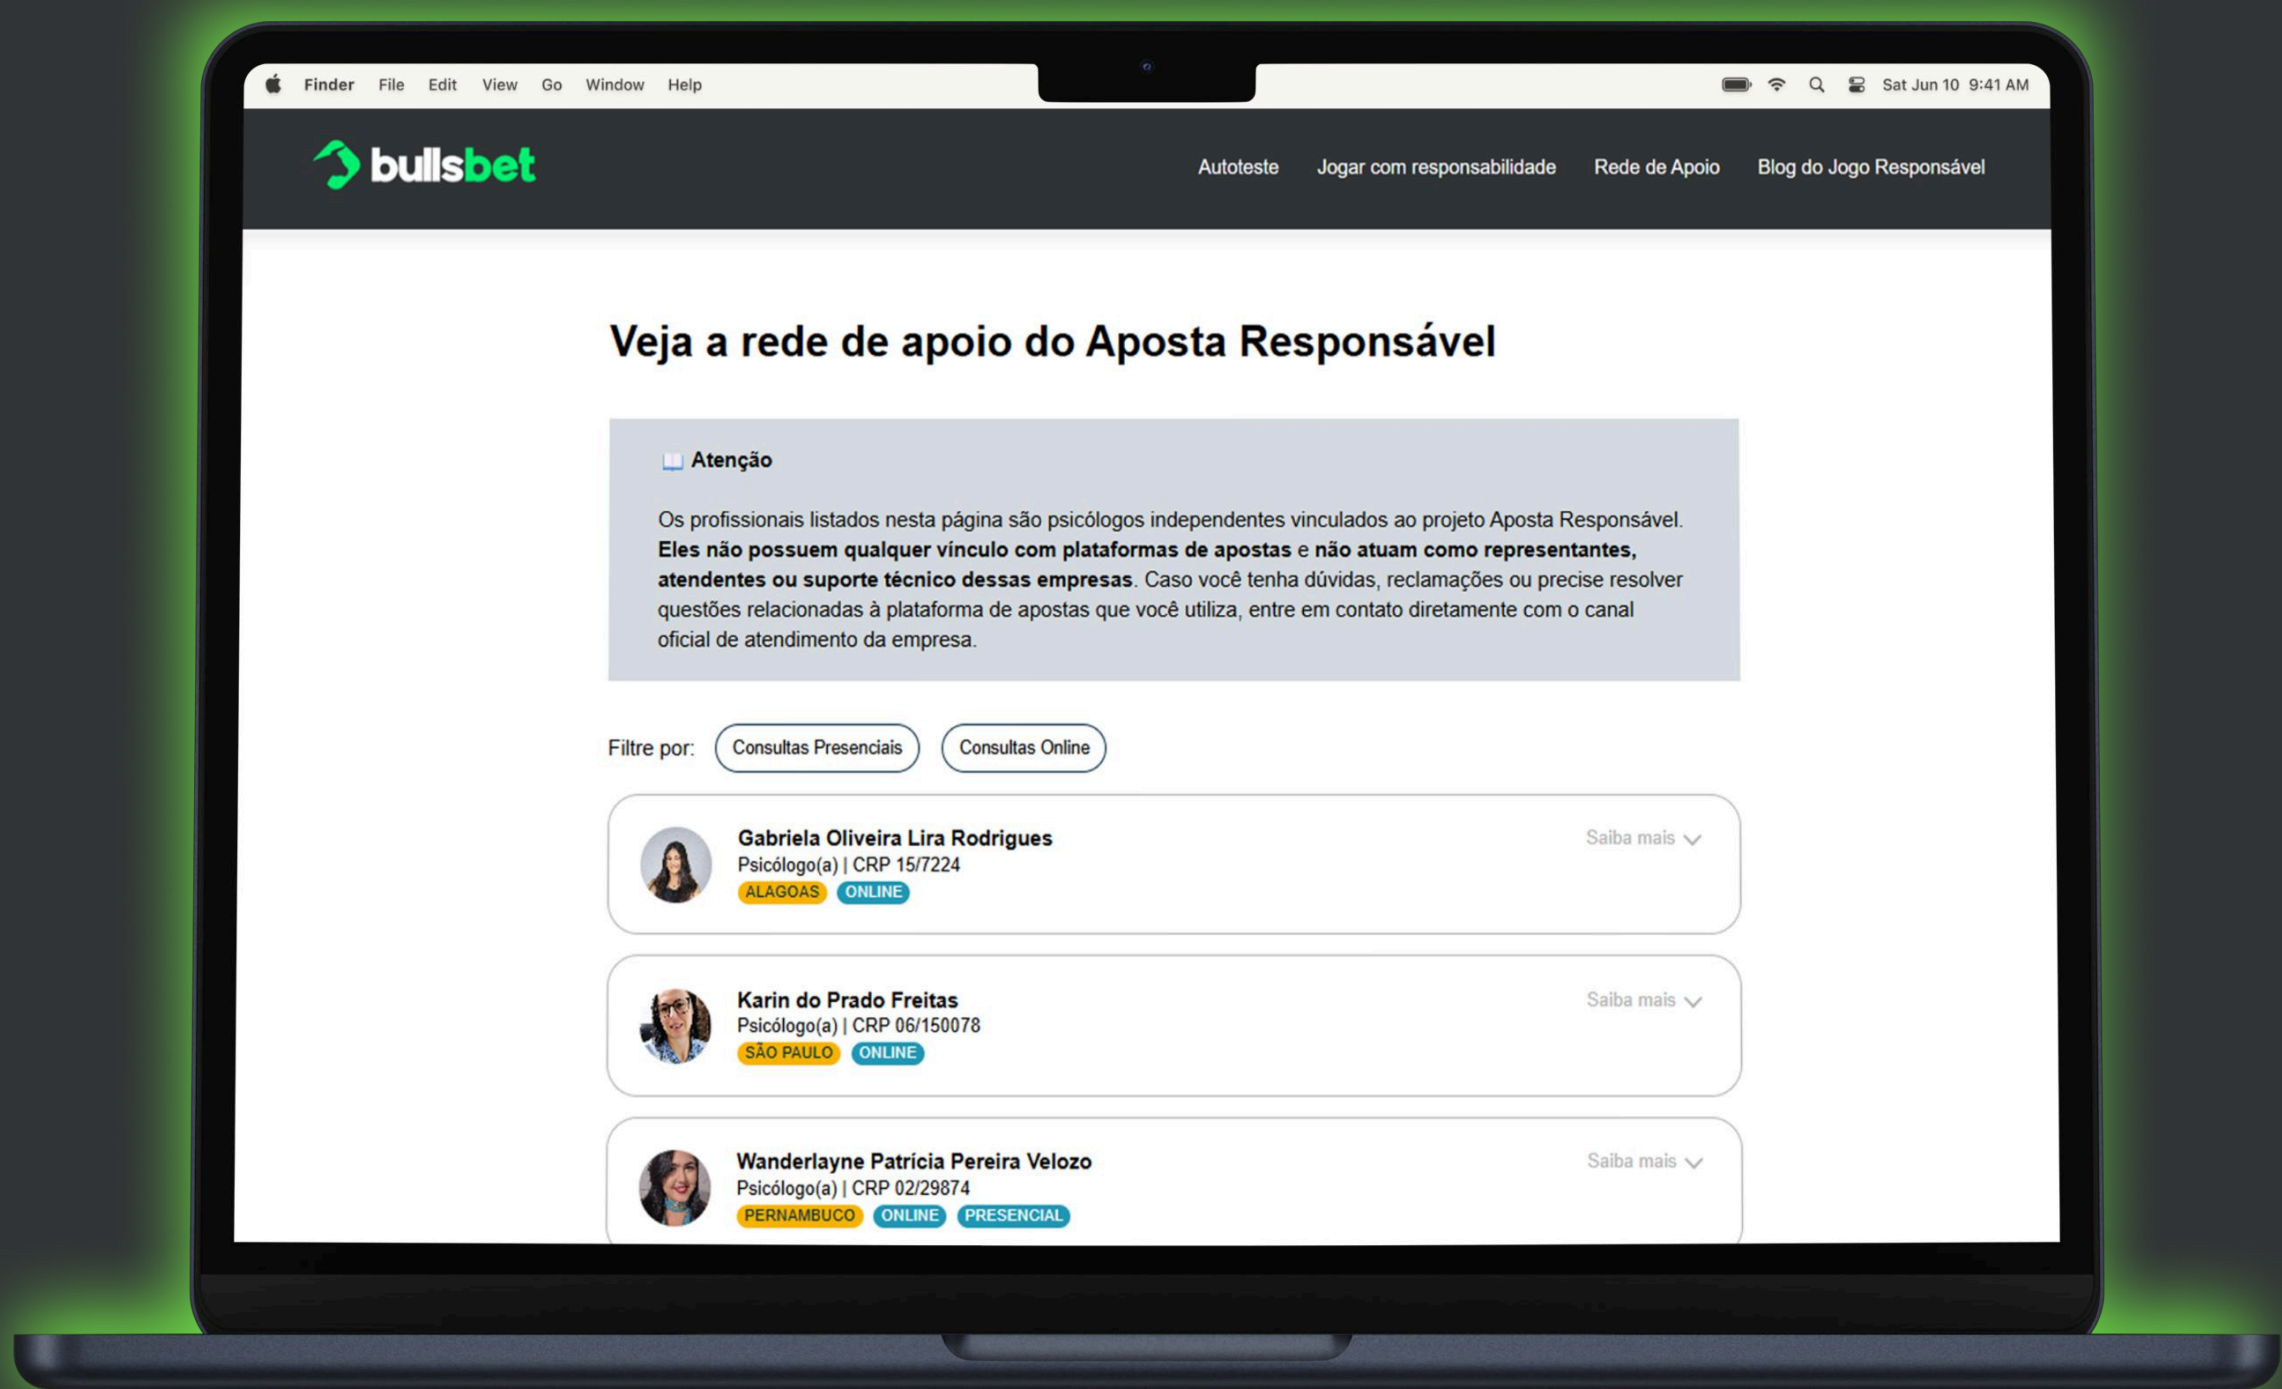 Finder File Edit View Go Window Help Sat Jun 10 9:41 AM
bullsbet Autoteste Jogar com responsabilidade Rede de Apoio Blog do Jogo Responsável
Veja a rede de apoio do Aposta Responsável
Atenção
Os profissionais listados nesta página são psicólogos independentes vinculados ao projeto Aposta Responsável.
Eles não possuem qualquer vínculo com plataformas de apostas e não atuam como representantes,
atendentes ou suporte técnico dessas empresas. Caso você tenha dúvidas, reclamações ou precise resolver
questões relacionadas à plataforma de apostas que você utiliza, entre em contato diretamente com o canal
oficial de atendimento da empresa.
Filtre por: Consultas Presenciais Consultas Online
Gabriela Oliveira Lira Rodrigues Saiba mais
Psicólogo(a) | CRP 15/7224
ALAGOAS ONLINE
Karin do Prado Freitas Saiba mais
Psicólogo(a) | CRP 06/150078
SÃO PAULO ONLINE
Wanderlayne Patrícia Pereira Velozo Saiba mais
Psicólogo(a) | CRP 02/29874
PERNAMBUCO ONLINE PRESENCIAL